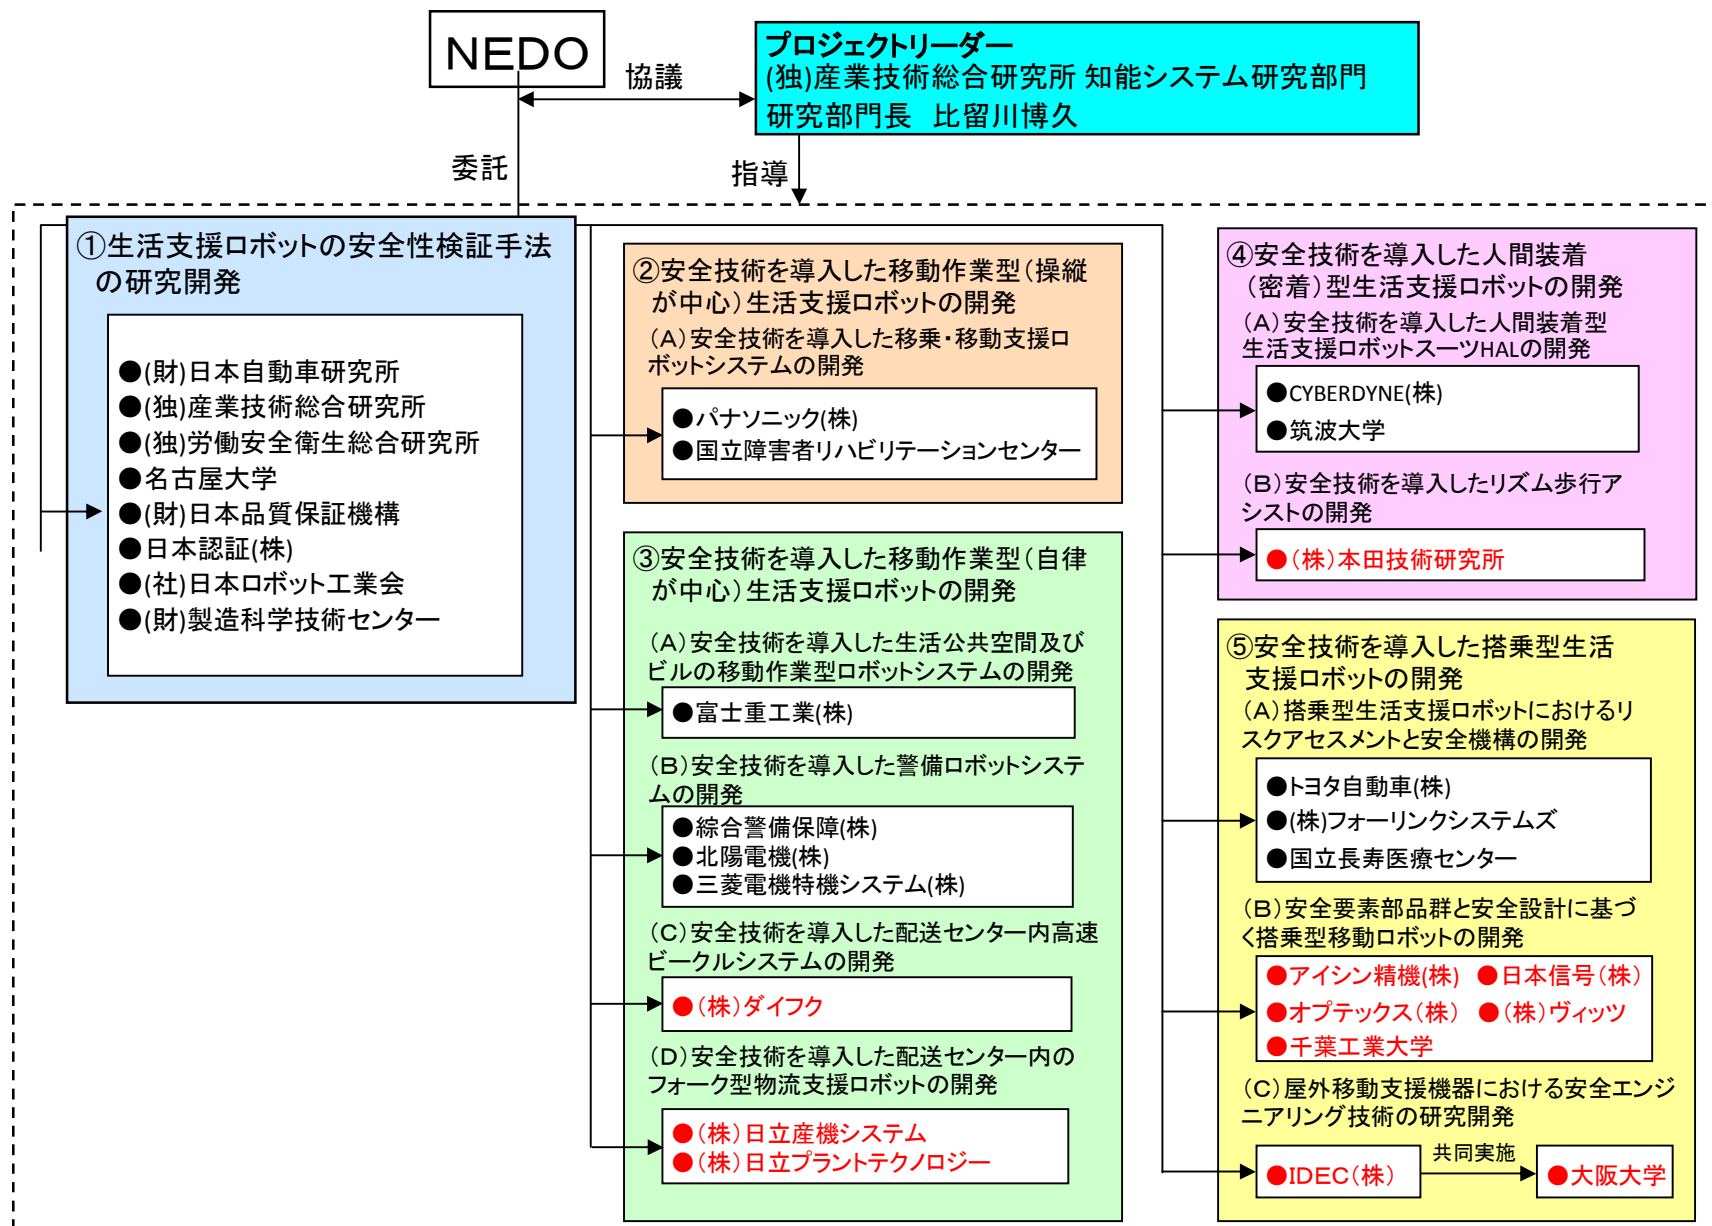 NEDO
協議
プロジェクトリーダー
(独)産業技術総合研究所 知能システム研究部門
研究部門長　比留川博久
委託
指導
①生活支援ロボットの安全性検証手法
の研究開発
●(財)日本自動車研究所
●(独)産業技術総合研究所
●(独)労働安全衛生総合研究所
●名古屋大学
●(財)日本品質保証機構
●日本認証(株)
●(社)日本ロボット工業会
●(財)製造科学技術センター
②安全技術を導入した移動作業型（操縦
が中心）生活支援ロボットの開発
（A）安全技術を導入した移乗・移動支援ロ
ボットシステムの開発
●パナソニック(株)
●国立障害者リハビリテーションセンター
③安全技術を導入した移動作業型（自律
が中心）生活支援ロボットの開発
（A）安全技術を導入した生活公共空間及び
ビルの移動作業型ロボットシステムの開発
●富士重工業(株)
（B）安全技術を導入した警備ロボットシステ
ムの開発
●綜合警備保障(株)
●北陽電機(株)
●三菱電機特機システム(株)
（C）安全技術を導入した配送センター内高速
ビークルシステムの開発
●（株）ダイフク
（D）安全技術を導入した配送センター内の
フォーク型物流支援ロボットの開発
●（株）日立産機システム
●（株）日立プラントテクノロジー
④安全技術を導入した人間装着
（密着）型生活支援ロボットの開発
（A）安全技術を導入した人間装着型
生活支援ロボットスーツHALの開発
●CYBERDYNE(株)
●筑波大学
（B）安全技術を導入したリズム歩行ア
シストの開発
●（株）本田技術研究所
⑤安全技術を導入した搭乗型生活
支援ロボットの開発
（A）搭乗型生活支援ロボットにおけるリ
スクアセスメントと安全機構の開発
●トヨタ自動車(株)
●(株)フォーリンクシステムズ
●国立長寿医療センター
（B）安全要素部品群と安全設計に基づ
く搭乗型移動ロボットの開発
●アイシン精機(株) ●日本信号（株）
●オプテックス（株） ●（株）ヴィッツ
●千葉工業大学
（C）屋外移動支援機器における安全エンジ
ニアリング技術の研究開発
●IDEC（株） 共同実施 ●大阪大学